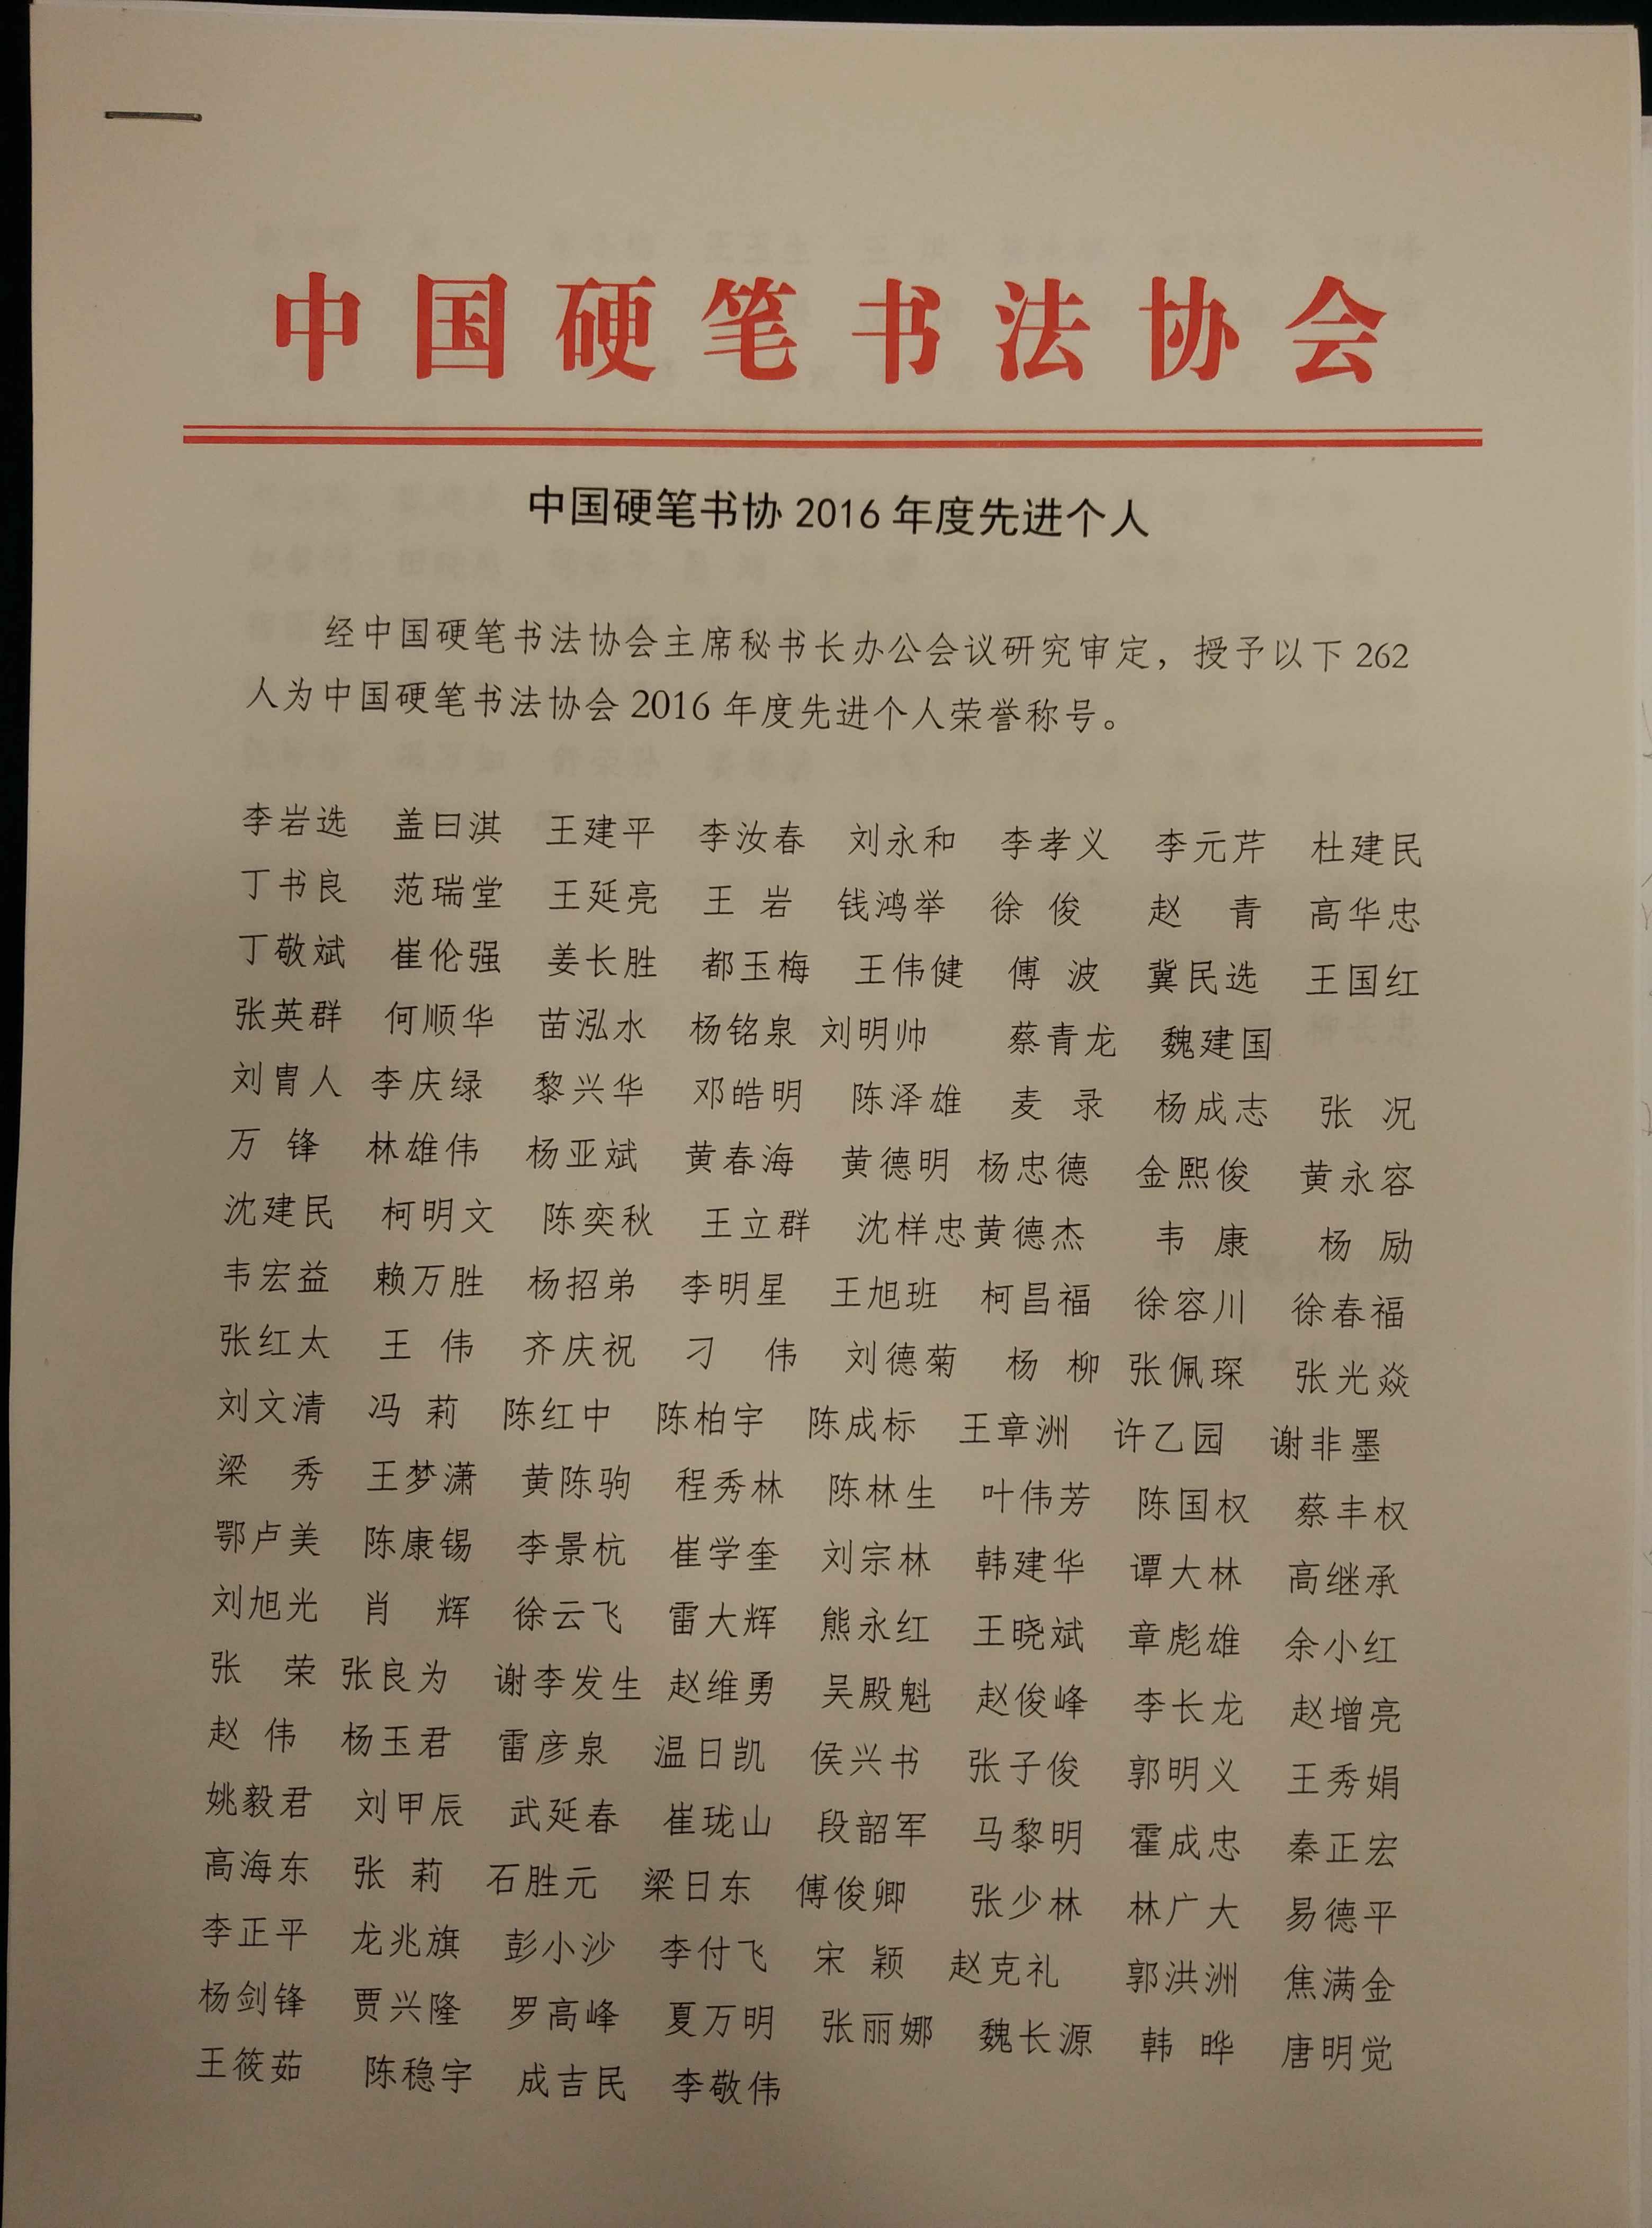 中国硬笔书法协会
中国硬笔书协 2016 年度先进个人
经中国硬笔书法协会主席秘书长办公会议研究审定，授予以下 262
人为中国硬笔书法协会 2016 年度先进个人荣誉称号。
李岩选 盖曰淇 王建平 李汝春 刘永和 李孝义 李元芹 杜建民
丁书良 范瑞堂 王延亮 王 岩 钱鸿举 徐 俊 赵 青 高华忠
丁敬斌 崔伦强 姜长胜 都玉梅 王伟健 傅 波 冀民选 王国红
张英群 何顺华 苗泓水 杨铭泉 刘明帅 蔡青龙 魏建国
刘胄人 李庆绿 黎兴华 邓皓明 陈泽雄 麦 录 杨成志 张 况
万 锋 林雄伟 杨亚斌 黄春海 黄德明 杨忠德 金熙俊 黄永容
沈建民 柯明文 陈奕秋 王立群 沈样忠 黄德杰 韦 康 杨 励
韦宏益 赖万胜 杨招弟 李明星 王旭班 柯昌福 徐容川 徐春福
张红太 王 伟 齐庆祝 刁 伟 刘德菊 杨 柳 张佩琛 张光焱
刘文清 冯 莉 陈红中 陈柏宇 陈成标 王章洲 许乙园 谢非墨
梁 秀 王梦潇 黄陈驹 程秀林 陈林生 叶伟芳 陈国权 蔡丰权
鄂卢美 陈康锡 李景杭 崔学奎 刘宗林 韩建华 谭大林 高继承
刘旭光 肖 辉 徐云飞 雷大辉 熊永红 王晓斌 章彪雄 余小红
张 荣 张良为 谢李发生 赵维勇 吴殿魁 赵俊峰 李长龙 赵增亮
赵 伟 杨玉君 雷彦泉 温日凯 侯兴书 张子俊 郭明义 王秀娟
姚毅君 刘甲辰 武延春 崔珑山 段韶军 马黎明 霍成忠 秦正宏
高海东 张 莉 石胜元 梁日东 傅俊卿 张少林 林广大 易德平
李正平 龙兆旗 彭小沙 李付飞 宋 颖 赵克礼 郭洪洲 焦满金
杨剑锋 贾兴隆 罗高峰 夏万明 张丽娜 魏长源 韩 晔 唐明觉
王筱茹 陈稳宇 成吉民 李敬伟